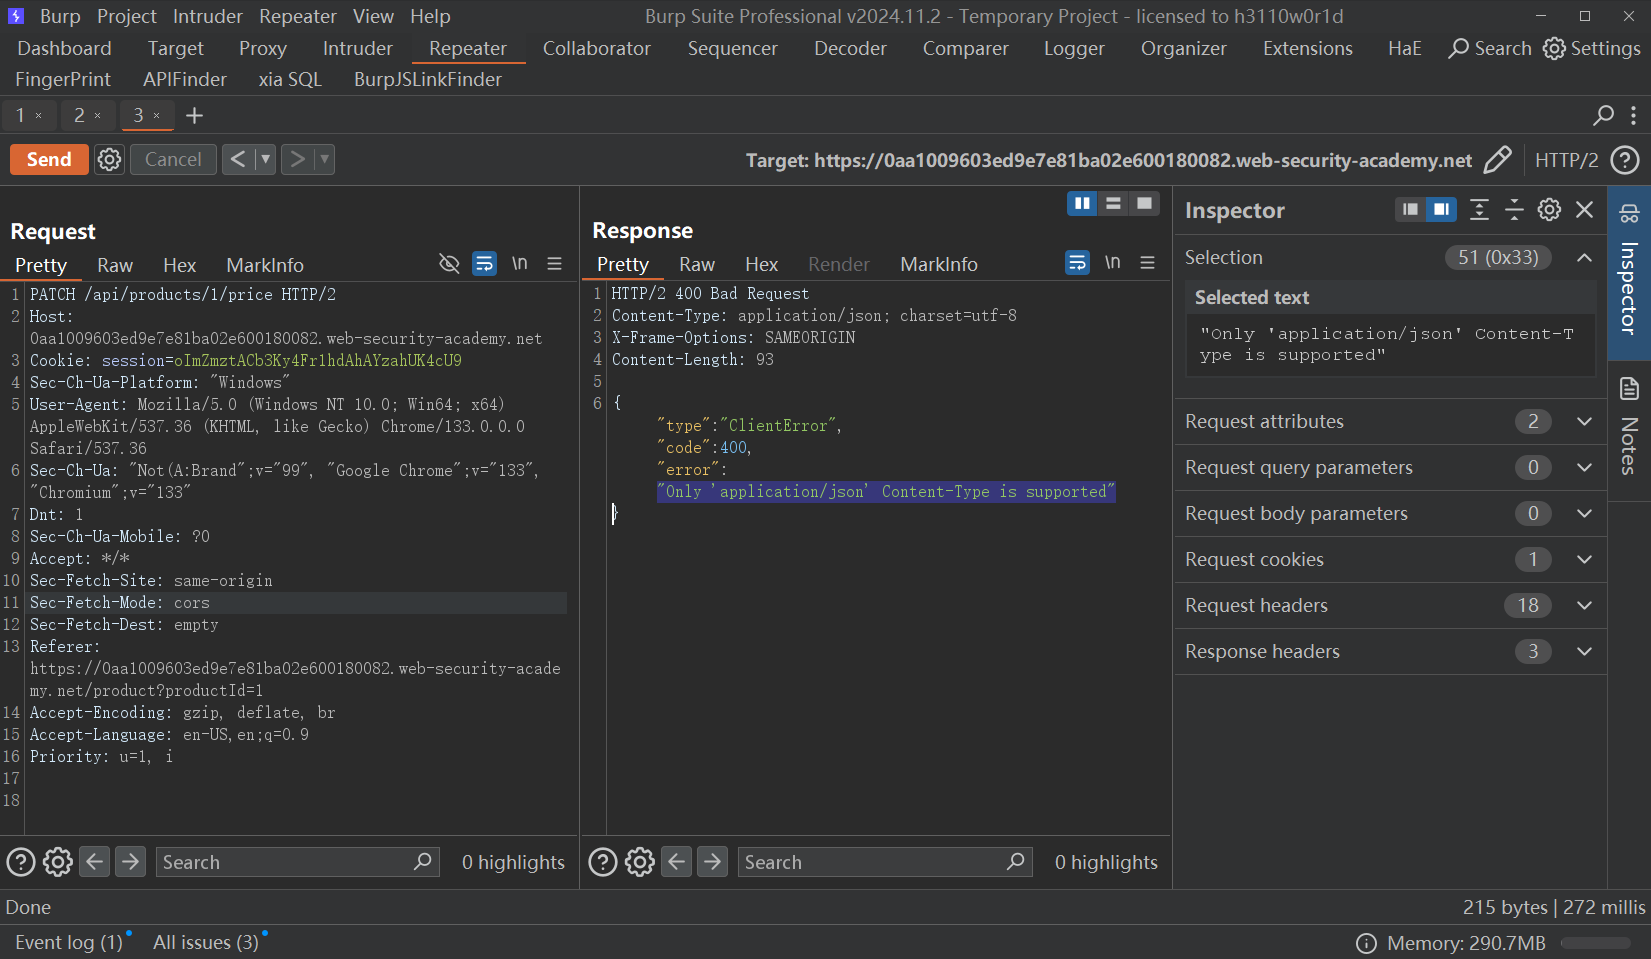 Burp Project Intruder Repeater View Help Burp Suite Professional v2024.11.2 - Temporary Project - licensed to h3110w0r1d
Dashboard Target Proxy Intruder Repeater Collaborator Sequencer Decoder Comparer Logger Organizer Extensions HaE Search Settings
FingerPrint APIFinder xia SQL BurpJSLinkFinder
1 × 2 × 3 × +
Send Cancel < > Target: https://0aa1009603ed9e7e81ba02e600180082.web-security-academy.net HTTP/2 ?
Request
Pretty Raw Hex MarkInfo \n
1 PATCH /api/products/1/price HTTP/2
2 Host:
0aa1009603ed9e7e81ba02e600180082.web-security-academy.net
3 Cookie: session=oImZmztACb3Ky4Fr1hdAhAYzahUK4cU9
4 Sec-Ch-Ua-Platform: "Windows"
5 User-Agent: Mozilla/5.0 (Windows NT 10.0; Win64; x64)
AppleWebKit/537.36 (KHTML, like Gecko) Chrome/133.0.0.0
Safari/537.36
6 Sec-Ch-Ua: "Not(A:Brand";v="99", "Google Chrome";v="133",
"Chromium";v="133"
7 Dnt: 1
8 Sec-Ch-Ua-Mobile: ?0
9 Accept: */*
10 Sec-Fetch-Site: same-origin
11 Sec-Fetch-Mode: cors
12 Sec-Fetch-Dest: empty
13 Referer:
https://0aa1009603ed9e7e81ba02e600180082.web-security-acade
my.net/product?productId=1
14 Accept-Encoding: gzip, deflate, br
15 Accept-Language: en-US,en;q=0.9
16 Priority: u=1, i
17
18
? Search 0 highlights
Response
Pretty Raw Hex Render MarkInfo \n
1 HTTP/2 400 Bad Request
2 Content-Type: application/json; charset=utf-8
3 X-Frame-Options: SAMEORIGIN
4 Content-Length: 93
5
6 {
"type":"ClientError",
"code":400,
"error":
"Only 'application/json' Content-Type is supported"
}
? Search 0 highlights
Inspector
Selection 51 (0x33)
Selected text
"Only 'application/json' Content-T
ype is supported"
Request attributes 2
Request query parameters 0
Request body parameters 0
Request cookies 1
Request headers 18
Response headers 3
Inspector
Notes
Done 215 bytes | 272 millis
Event log (1) All issues (3) Memory: 290.7MB